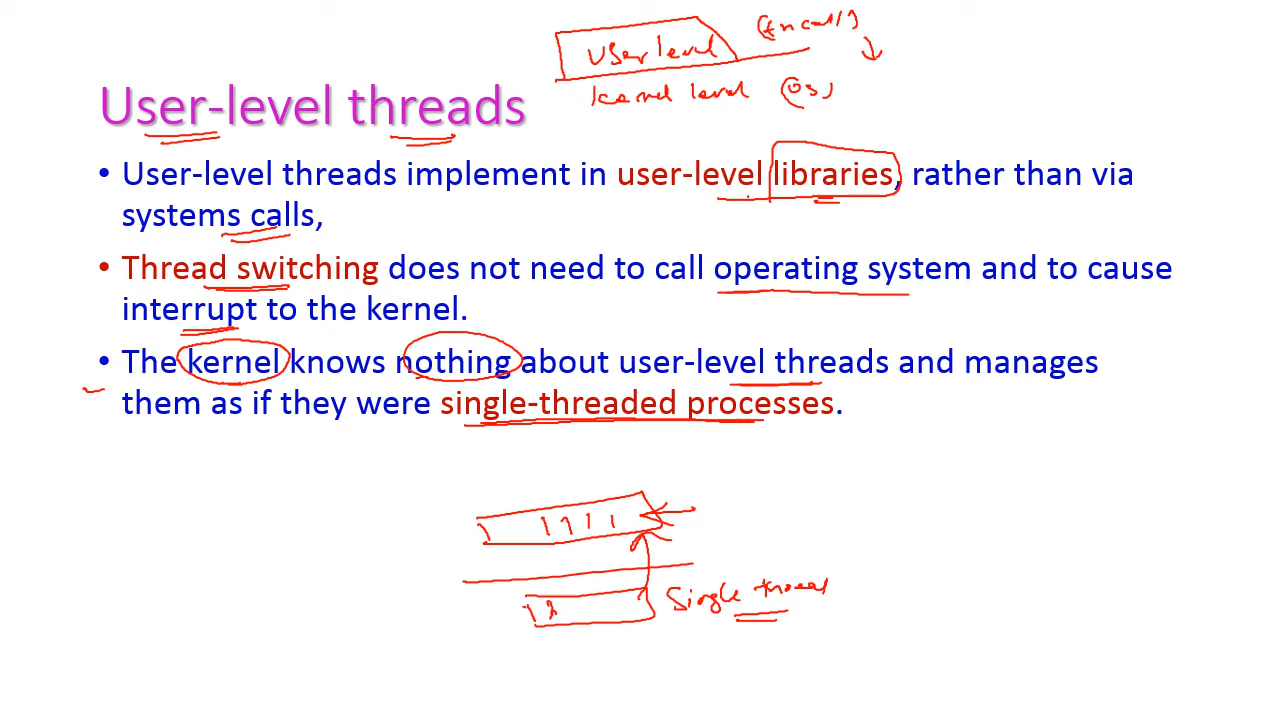 User level (fn call)
kernel level (OS)
User-level threads
• User-level threads implement in user-level libraries, rather than via
systems calls,
• Thread switching does not need to call operating system and to cause
interrupt to the kernel.
• The kernel knows nothing about user-level threads and manages
them as if they were single-threaded processes.
Single thread